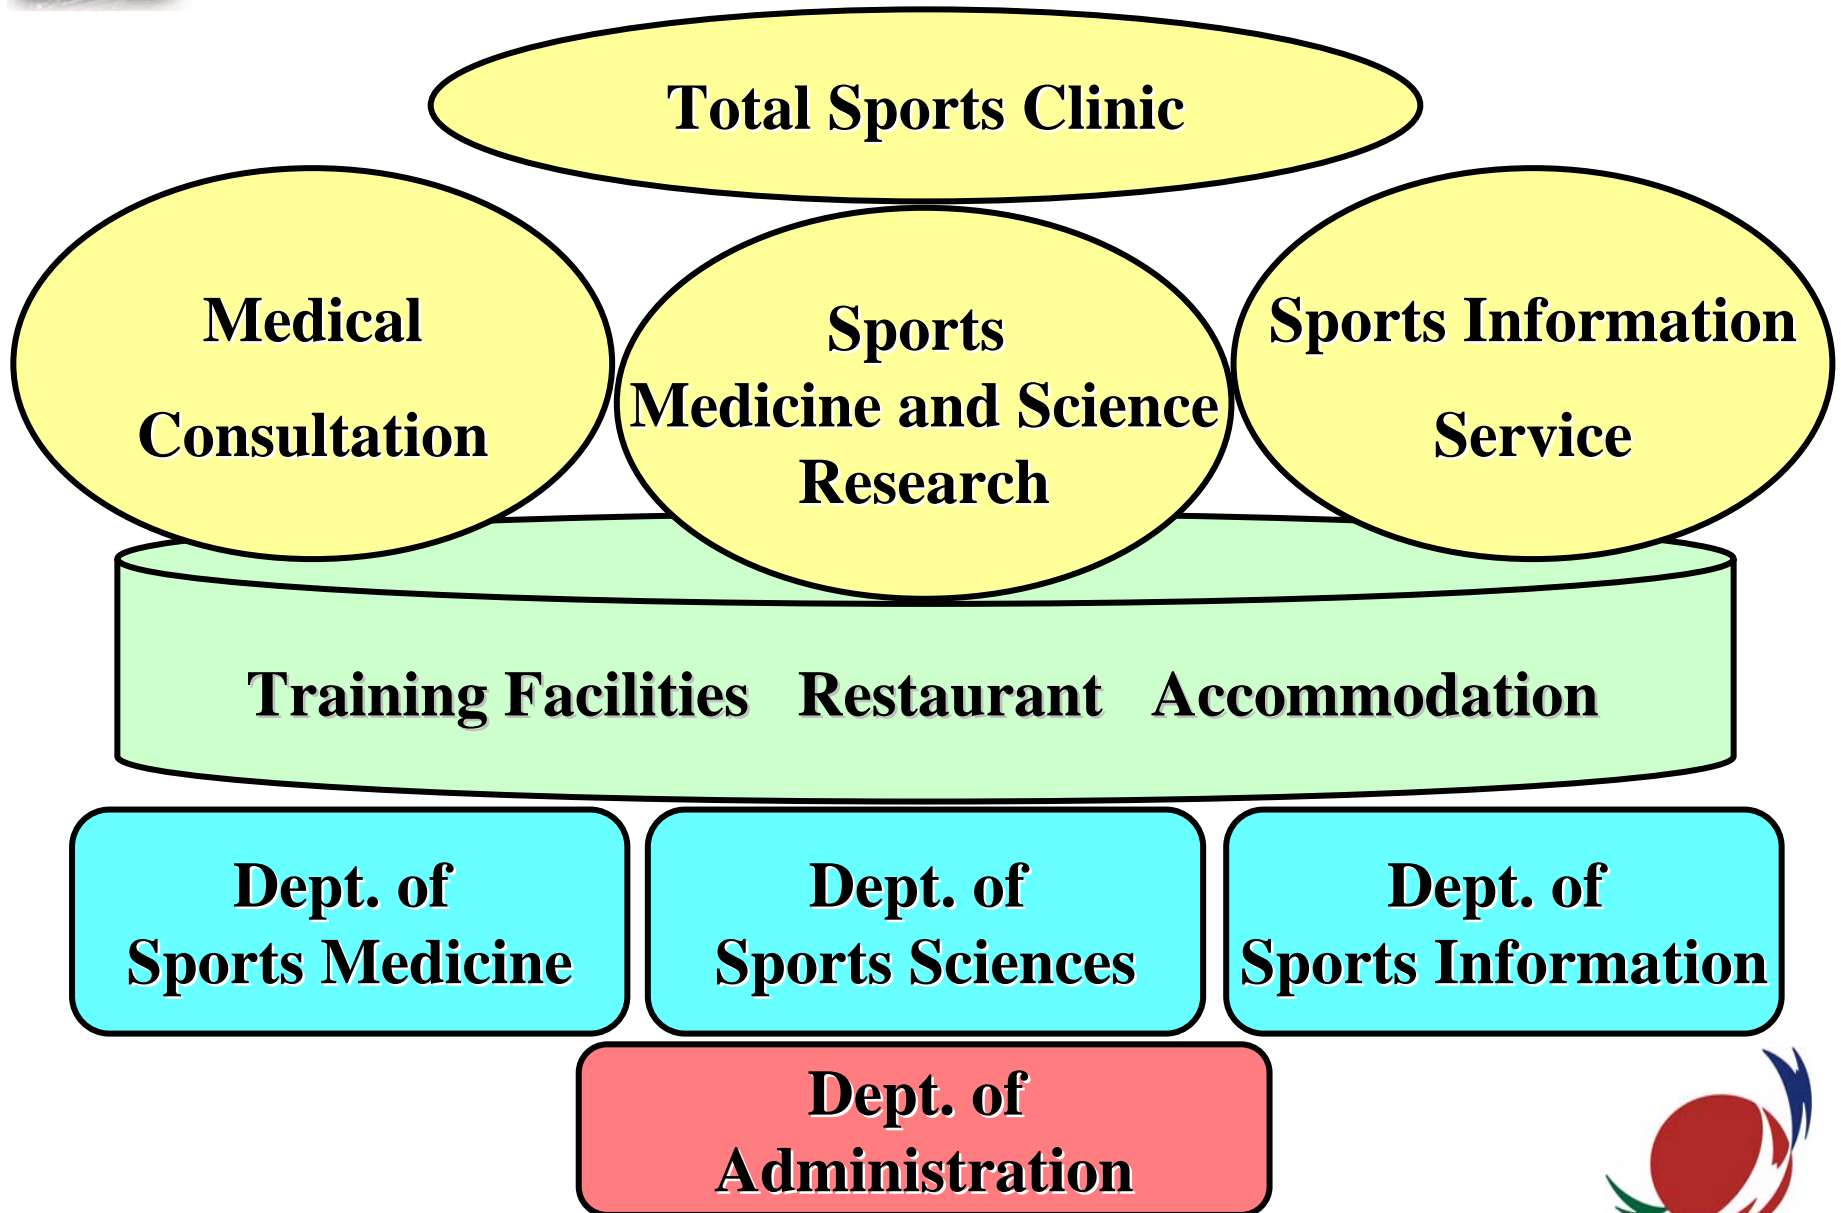 Total Sports Clinic
Medical
Consultation
Sports
Medicine and Science
Research
Sports Information
Service
Training Facilities Restaurant Accommodation
Dept. of
Sports Medicine
Dept. of
Sports Sciences
Dept. of
Sports Information
Dept. of
Administration